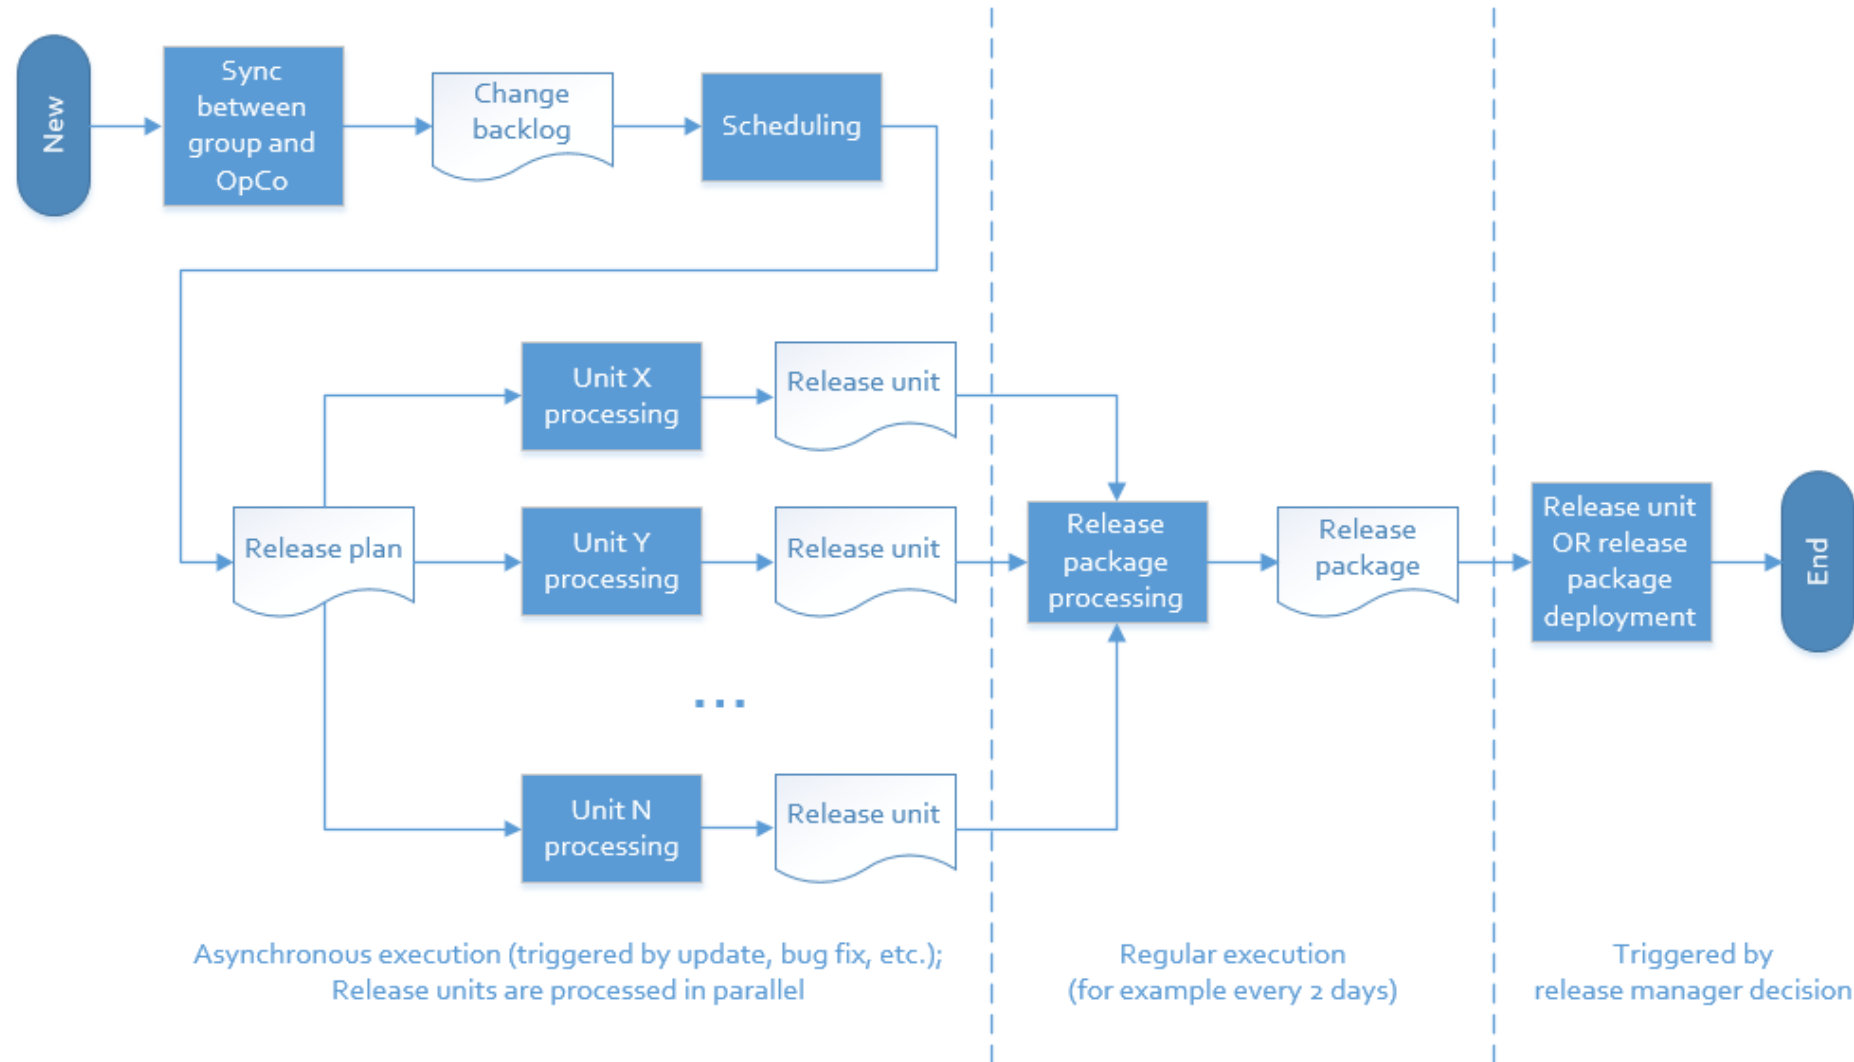 New
Sync
between
group and
OpCo
Change
backlog
Scheduling
Unit X
processing
Release unit
Release plan
Unit Y
processing
Release unit
Release
package
processing
Release
package
Release unit
OR release
package
deployment
End
...
Unit N
processing
Release unit
Asynchronous execution (triggered by update, bug fix, etc.);
Release units are processed in parallel
Regular execution
(for example every 2 days)
Triggered by
release manager decision